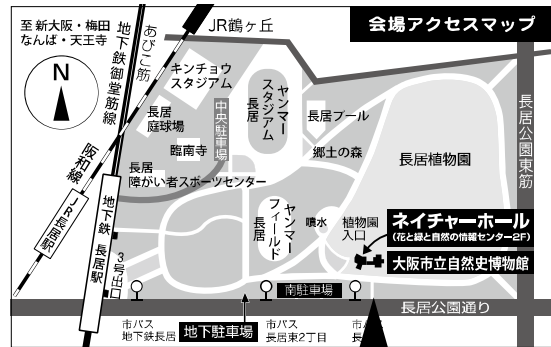 会場アクセスマップ
至 新大阪・梅田
なんば・天王寺
N
地下鉄御堂筋線
あびこ筋
JR鶴ヶ丘
キンチョウ
スタジアム
ヤンマー
スタジアム
長居
長居
庭球場
中央駐車場
長居プール
臨南寺
郷土の森
長居植物園
長居公園東筋
阪和線
JR長居駅
長居
障がい者スポーツセンター
地下鉄 長居駅
3号出口
ヤンマー
フィールド
長居
噴水
植物園
入口
ネイチャーホール
(花と緑と自然の情報センター2F)
大阪市立自然史博物館
南駐車場
長居公園通り
市バス
地下鉄長居
地下駐車場
市バス
長居東2丁目